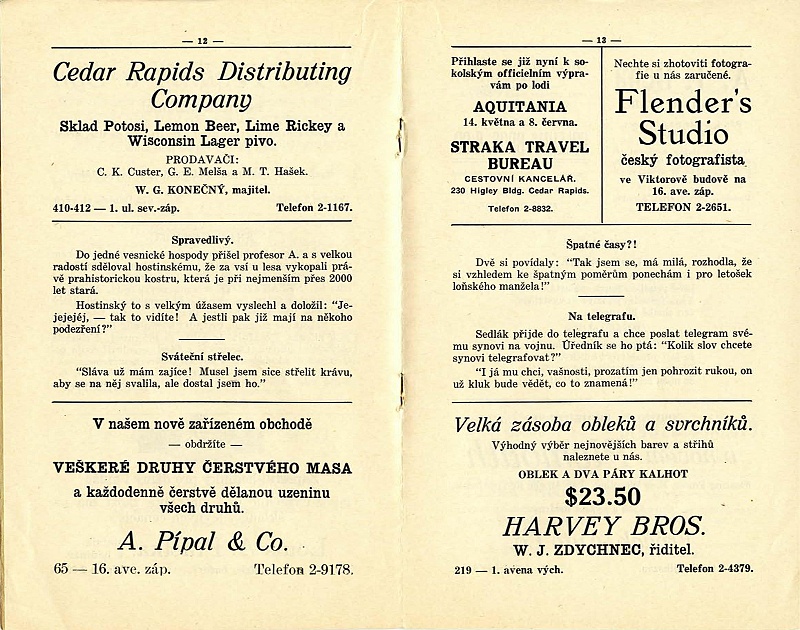 — 12 —
Cedar Rapids Distributing
Company
Sklad Potosi, Lemon Beer, Lime Rickey a
Wisconsin Lager pivo.
PRODAVAČI:
C. K. Custer, G. E. Melša a M. T. Hašek.
W. G. KONEČNÝ, majitel.
410-412 — 1. ul. sev.-záp. Telefon 2-1167.
Spravedlivý.
Do jedné vesnické hospody přišel profesor A. a s velkou
radostí sděloval hostinskému, že za vsí u lesa vykopali prá-
vě prahistorickou kostru, která je při nejmenším přes 2000
let stará.
Hostinský to s velkým úžasem vyslechl a doložil: “Je-
jejejéj, — tak to vidíte! A jestli pak již mají na někoho
podezření?”
Sváteční střelec.
“Sláva už mám zajíce! Musel jsem sice střelit krávu,
aby se na něj svalila, ale dostal jsem ho.”
V našem nově zařízeném obchodě
— obdržíte —
VEŠKERÉ DRUHY ČERSTVÉHO MASA
a každodenně čerstvě dělanou uzeninu
všech druhů.
A. Pípal & Co.
65 — 16. ave. záp. Telefon 2-9178.
— 13 —
Přihlaste se již nyní k so-
kolským officielním výpra-
vám po lodi
AQUITANIA
14. května a 8. června.
STRAKA TRAVEL
BUREAU
CESTOVNÍ KANCELÁŘ.
230 Higley Bldg. Cedar Rapids.
Telefon 2-8832.
Nechte si zhotoviti fotogra-
fie u nás zaručené.
Flender’s
Studio
český fotografista
ve Viktorově budově na
16. ave. záp.
TELEFON 2-2651.
Špatné časy?!
Dvě si povídaly: “Tak jsem se, má milá, rozhodla, že
si vzhledem ke špatným poměrům ponechám i pro letošek
loňského manžela!”
Na telegrafu.
Sedlák přijde do telegrafu a chce poslat telegram své-
mu synovi na vojnu. Úředník se ho ptá: “Kolik slov chcete
synovi telegrafovat?”
“I já mu chci, vašnosti, prozatím jen pohrozit rukou, on
už kluk bude vědět, co to znamená!”
Velká zásoba obleků a svrchníků.
Výhodný výběr nejnovějších barev a střihů
naleznete u nás.
OBLEK A DVA PÁRY KALHOT
$23.50
HARVEY BROS.
W. J. ZDYCHNEC, řiditel.
219 — 1. avena vých. Telefon 2-4379.